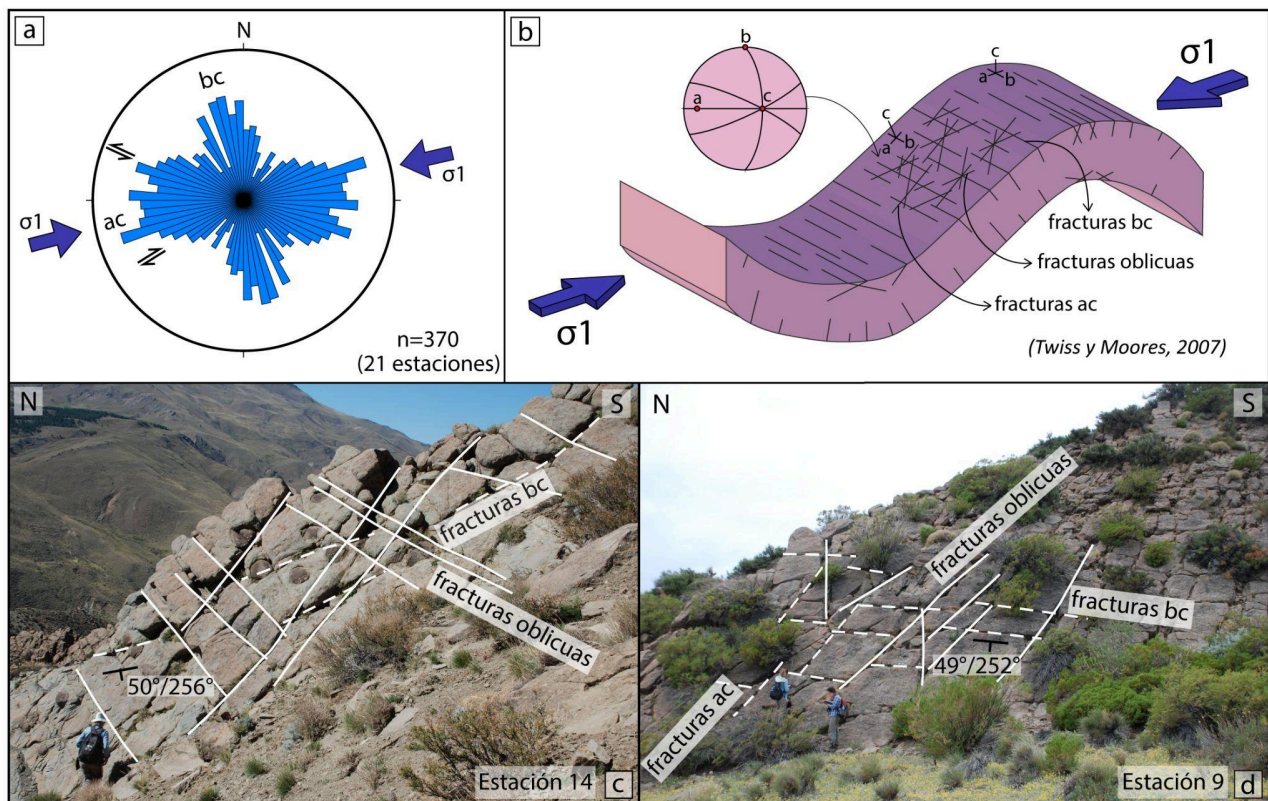 a
N
bc
σ1
ac
σ1
n=370
(21 estaciones)
b
b
a
c
c
a
b
c
a
b
σ1
fracturas bc
fracturas oblicuas
fracturas ac
σ1
(Twiss y Moores, 2007)
N
S
fracturas bc
fracturas oblicuas
50°/256°
Estación 14
c
N
S
fracturas oblicuas
fracturas bc
49°/252°
fracturas ac
Estación 9
d